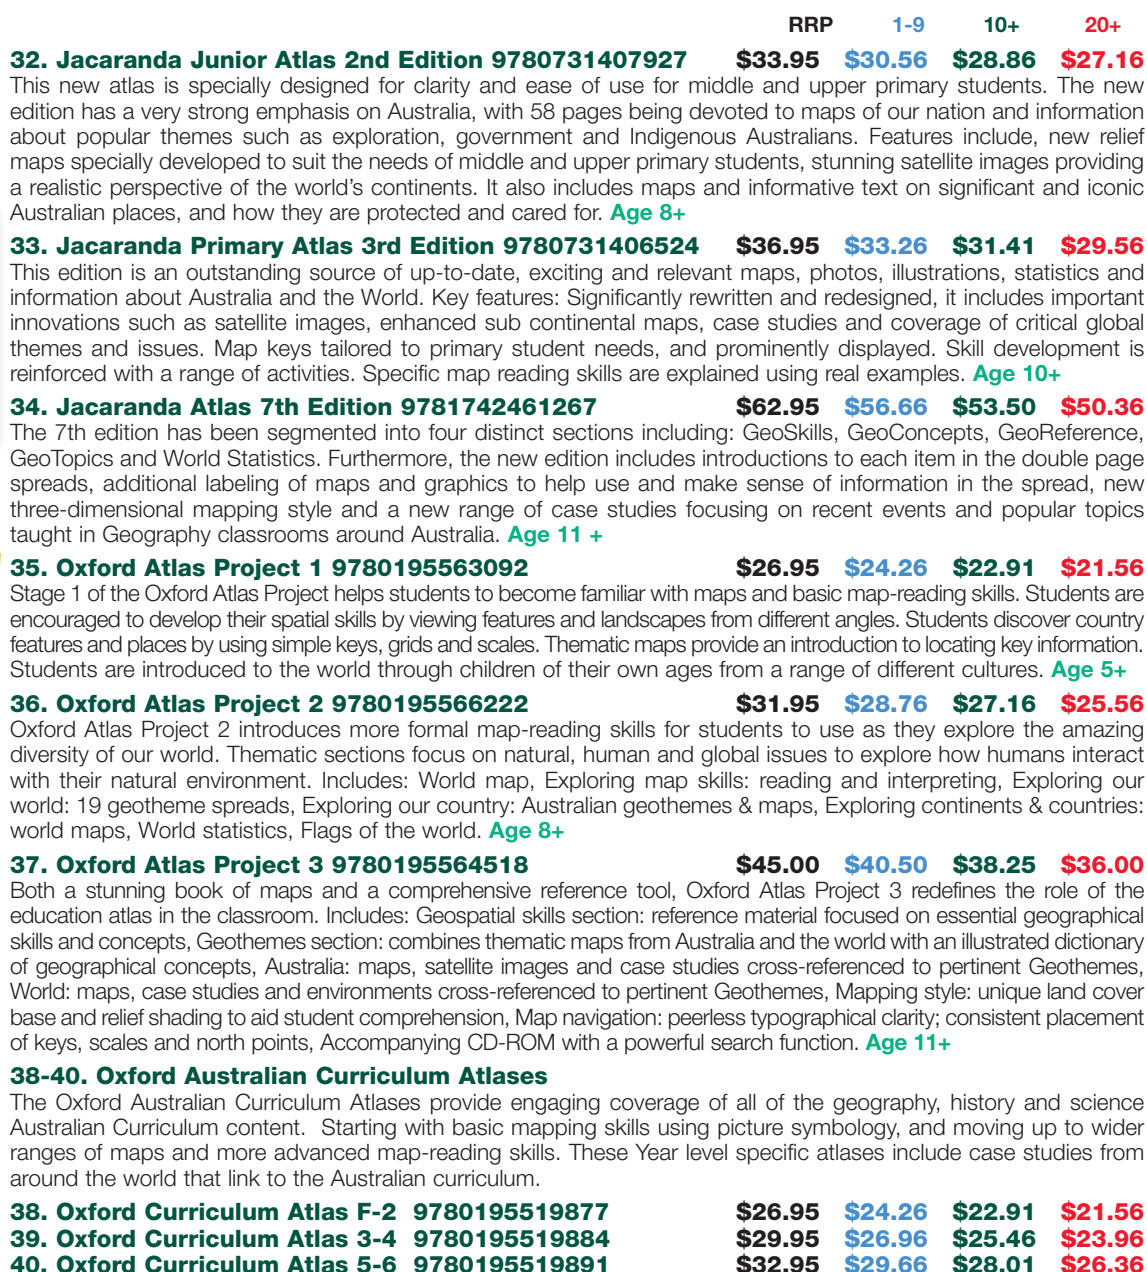 RRP 1-9 10+ 20+
32. Jacaranda Junior Atlas 2nd Edition 9780731407927 $33.95 $30.56 $28.86 $27.16
This new atlas is specially designed for clarity and ease of use for middle and upper primary students. The new
edition has a very strong emphasis on Australia, with 58 pages being devoted to maps of our nation and information
about popular themes such as exploration, government and Indigenous Australians. Features include, new relief
maps specially developed to suit the needs of middle and upper primary students, stunning satellite images providing
a realistic perspective of the world's continents. It also includes maps and informative text on significant and iconic
Australian places, and how they are protected and cared for. Age 8+
33. Jacaranda Primary Atlas 3rd Edition 9780731406524 $36.95 $33.26 $31.41 $29.56
This edition is an outstanding source of up-to-date, exciting and relevant maps, photos, illustrations, statistics and
information about Australia and the World. Key features: Significantly rewritten and redesigned, it includes important
innovations such as satellite images, enhanced sub continental maps, case studies and coverage of critical global
themes and issues. Map keys tailored to primary student needs, and prominently displayed. Skill development is
reinforced with a range of activities. Specific map reading skills are explained using real examples. Age 10+
34. Jacaranda Atlas 7th Edition 9781742461267 $62.95 $56.66 $53.50 $50.36
The 7th edition has been segmented into four distinct sections including: GeoSkills, GeoConcepts, GeoReference,
GeoTopics and World Statistics. Furthermore, the new edition includes introductions to each item in the double page
spreads, additional labeling of maps and graphics to help use and make sense of information in the spread, new
three-dimensional mapping style and a new range of case studies focusing on recent events and popular topics
taught in Geography classrooms around Australia. Age 11 +
35. Oxford Atlas Project 1 9780195563092 $26.95 $24.26 $22.91 $21.56
Stage 1 of the Oxford Atlas Project helps students to become familiar with maps and basic map-reading skills. Students are
encouraged to develop their spatial skills by viewing features and landscapes from different angles. Students discover country
features and places by using simple keys, grids and scales. Thematic maps provide an introduction to locating key information.
Students are introduced to the world through children of their own ages from a range of different cultures. Age 5+
36. Oxford Atlas Project 2 9780195566222 $31.95 $28.76 $27.16 $25.56
Oxford Atlas Project 2 introduces more formal map-reading skills for students to use as they explore the amazing
diversity of our world. Thematic sections focus on natural, human and global issues to explore how humans interact
with their natural environment. Includes: World map, Exploring map skills: reading and interpreting, Exploring our
world: 19 geotheme spreads, Exploring our country: Australian geothemes & maps, Exploring continents & countries:
world maps, World statistics, Flags of the world. Age 8+
37. Oxford Atlas Project 3 9780195564518 $45.00 $40.50 $38.25 $36.00
Both a stunning book of maps and a comprehensive reference tool, Oxford Atlas Project 3 redefines the role of the
education atlas in the classroom. Includes: Geospatial skills section: reference material focused on essential geographical
skills and concepts, Geothemes section: combines thematic maps from Australia and the world with an illustrated dictionary
of geographical concepts, Australia: maps, satellite images and case studies cross-referenced to pertinent Geothemes,
World: maps, case studies and environments cross-referenced to pertinent Geothemes, Mapping style: unique land cover
base and relief shading to aid student comprehension, Map navigation: peerless typographical clarity; consistent placement
of keys, scales and north points, Accompanying CD-ROM with a powerful search function. Age 11+
38-40. Oxford Australian Curriculum Atlases
The Oxford Australian Curriculum Atlases provide engaging coverage of all of the geography, history and science
Australian Curriculum content. Starting with basic mapping skills using picture symbology, and moving up to wider
ranges of maps and more advanced map-reading skills. These Year level specific atlases include case studies from
around the world that link to the Australian curriculum.
38. Oxford Curriculum Atlas F-2 9780195519877 $26.95 $24.26 $22.91 $21.56
39. Oxford Curriculum Atlas 3-4 9780195519884 $29.95 $26.96 $25.46 $23.96
40. Oxford Curriculum Atlas 5-6 9780195519891 $32.95 $29.66 $28.01 $26.36